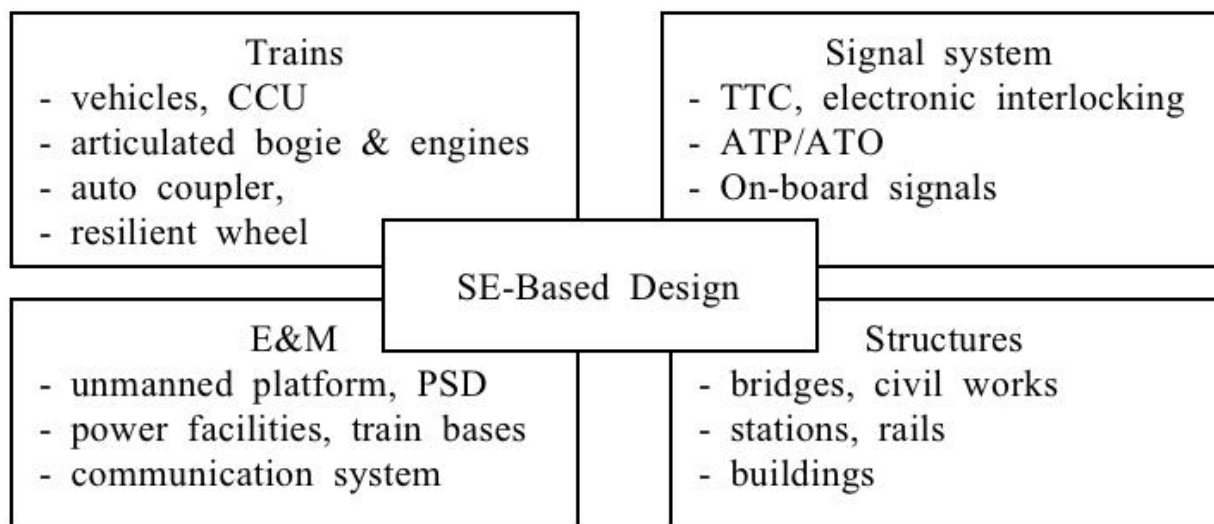 Trains
- vehicles, CCU
- articulated bogie & engines
- auto coupler,
- resilient wheel
Signal system
- TTC, electronic interlocking
- ATP/ATO
- On-board signals
SE-Based Design
E&M
- unmanned platform, PSD
- power facilities, train bases
- communication system
Structures
- bridges, civil works
- stations, rails
- buildings